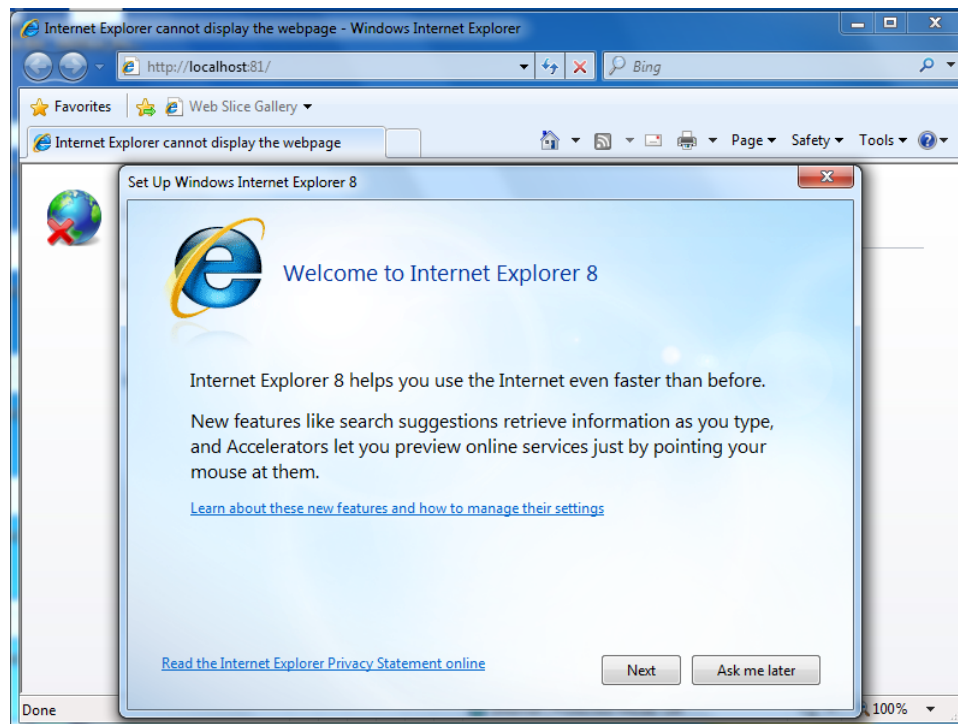 Internet Explorer cannot display the webpage - Windows Internet Explorer
http://localhost:81/
Bing
Favorites
Web Slice Gallery
Internet Explorer cannot display the webpage
Page
Safety
Tools
Set Up Windows Internet Explorer 8
Welcome to Internet Explorer 8
Internet Explorer 8 helps you use the Internet even faster than before.
New features like search suggestions retrieve information as you type,
and Accelerators let you preview online services just by pointing your
mouse at them.
Learn about these new features and how to manage their settings
Read the Internet Explorer Privacy Statement online
Next
Ask me later
Done
100%